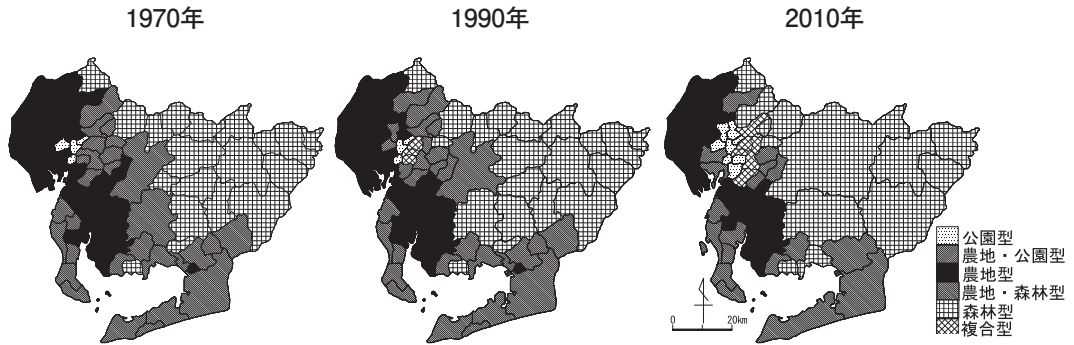 1970年
1990年
2010年
公園型
農地・公園型
農地型
農地・森林型
森林型
複合型
0 20km